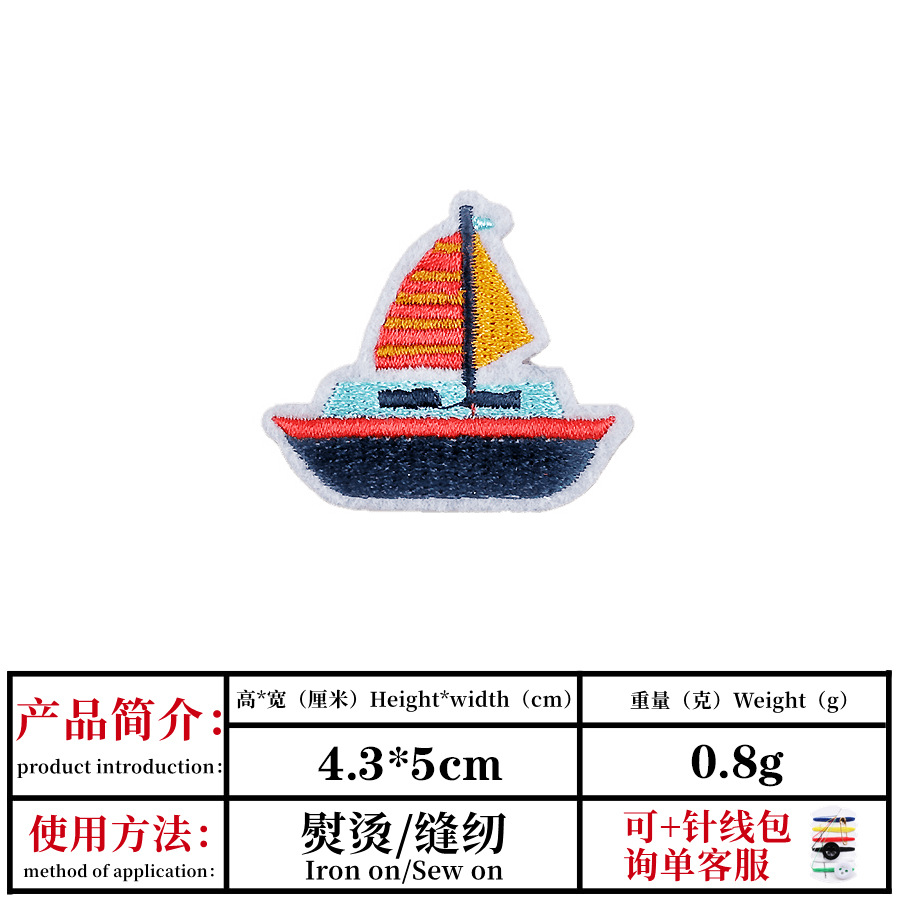 产品简介：
product introduction：
高*宽（厘米）Height*width（cm）
重量（克）Weight（g）
4.3*5cm
0.8g
使用方法：
method of application：
熨烫/缝纫
Iron on/Sew on
可+针线包
询单客服